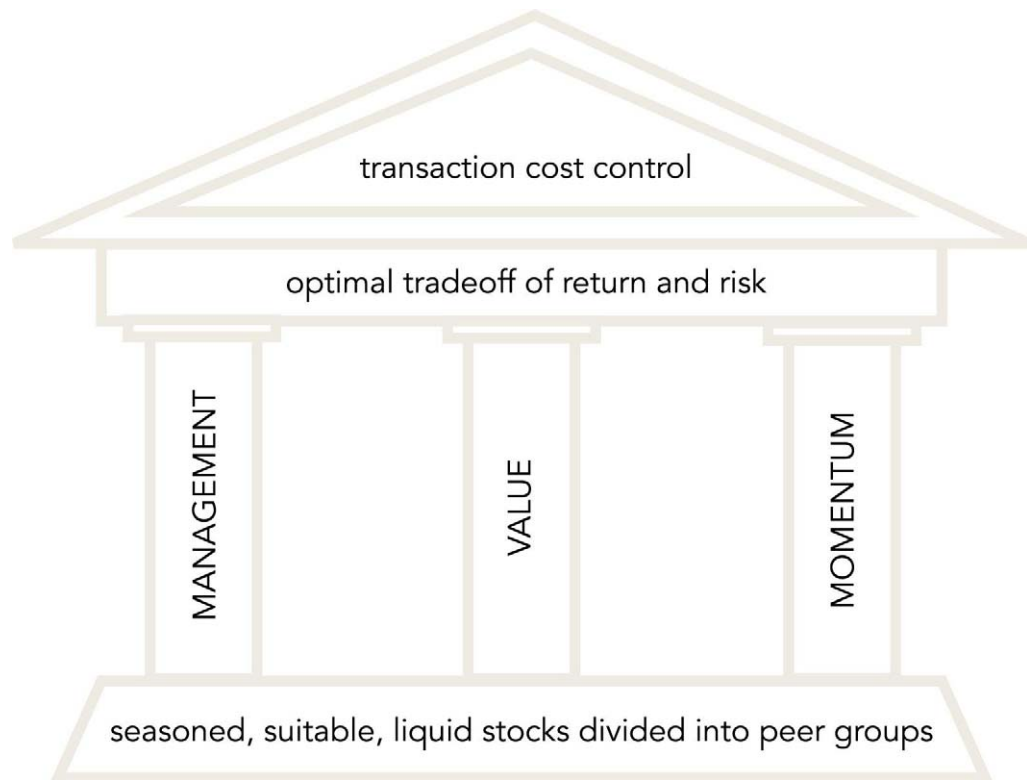 transaction cost control
optimal tradeoff of return and risk
MANAGEMENT
VALUE
MOMENTUM
seasoned, suitable, liquid stocks divided into peer groups